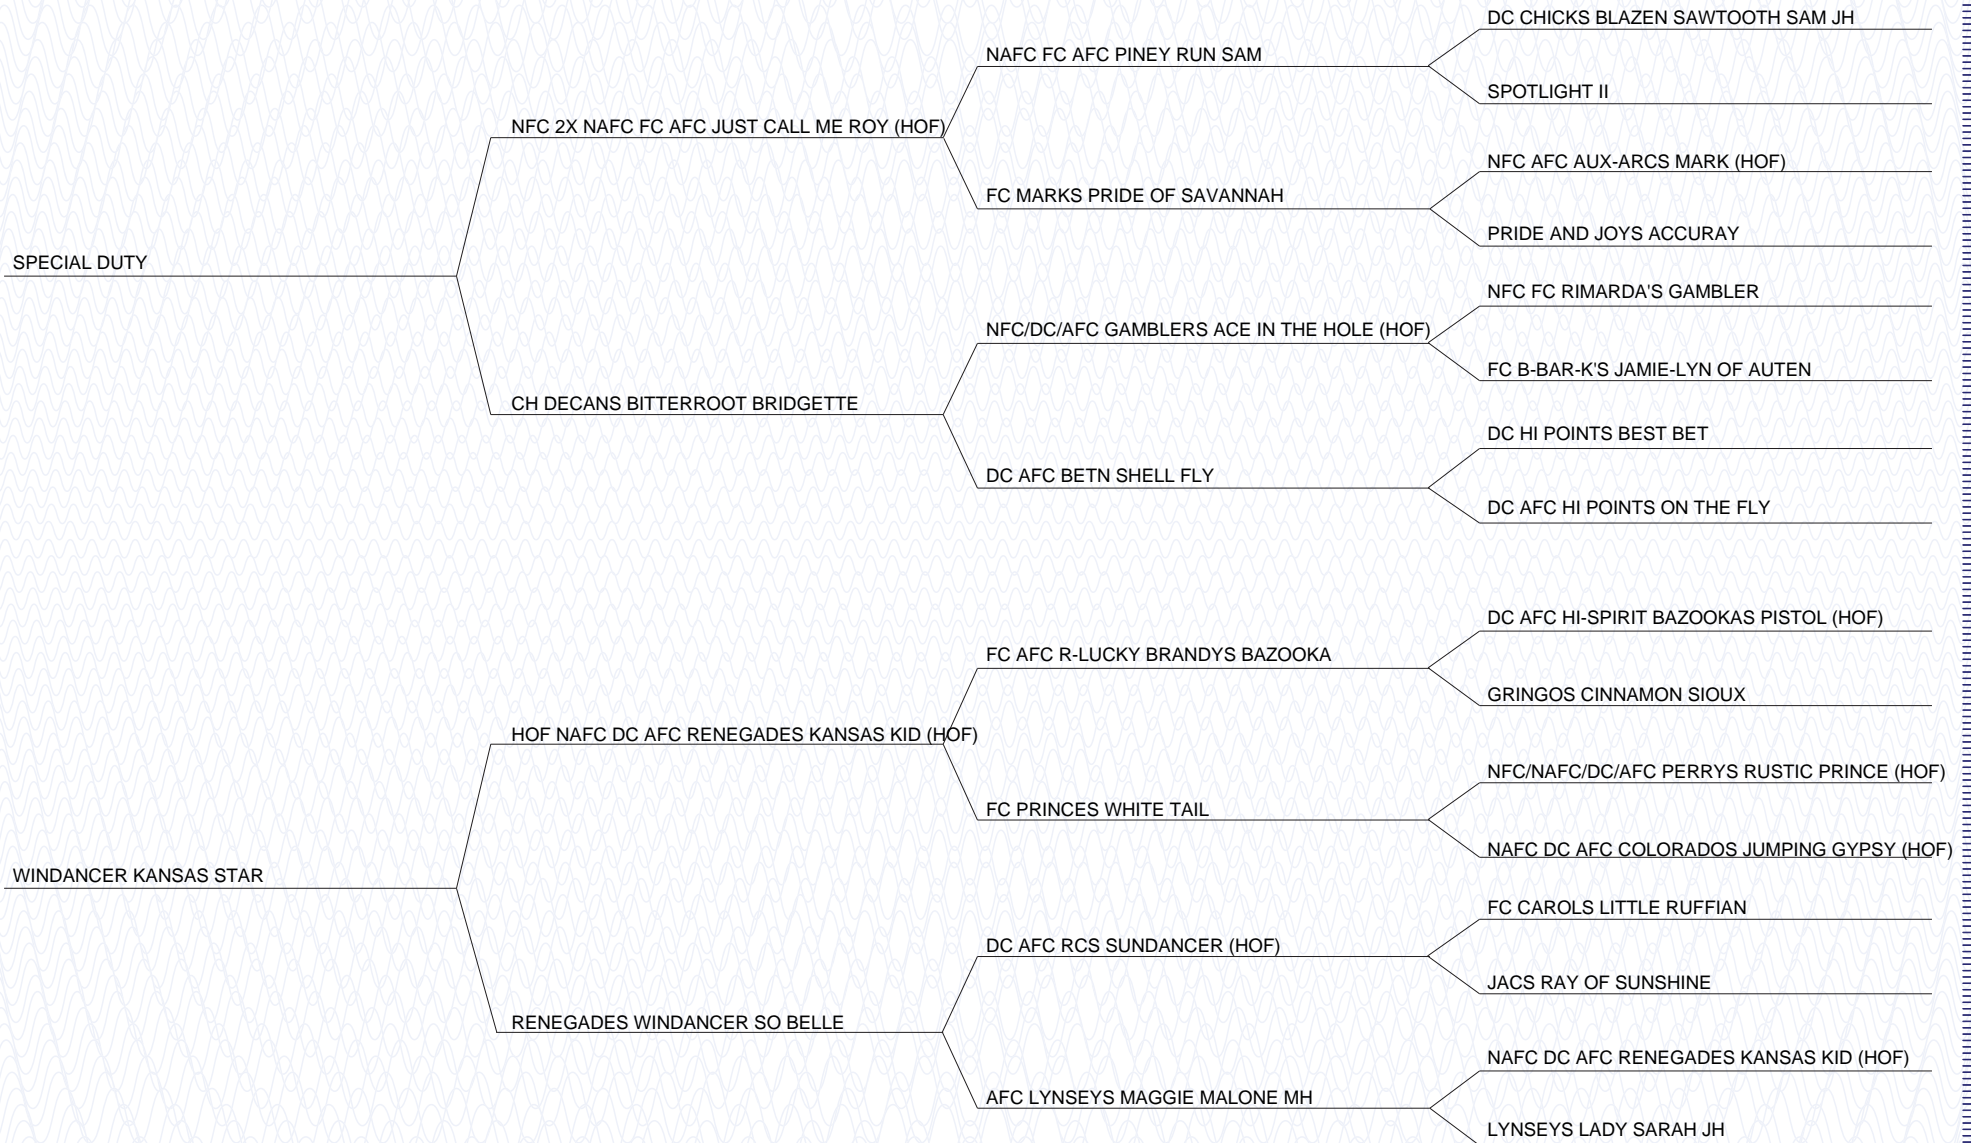 DC CHICKS BLAZEN SAWTOOTH SAM JH
NAFC FC AFC PINEY RUN SAM
SPOTLIGHT II
NFC 2X NAFC FC AFC JUST CALL ME ROY (HOF)
NFC AFC AUX-ARCS MARK (HOF)
FC MARKS PRIDE OF SAVANNAH
PRIDE AND JOYS ACCURAY
SPECIAL DUTY
NFC FC RIMARDA'S GAMBLER
NFC/DC/AFC GAMBLERS ACE IN THE HOLE (HOF)
FC B-BAR-K'S JAMIE-LYN OF AUTEN
CH DECANS BITTERROOT BRIDGETTE
DC HI POINTS BEST BET
DC AFC BETN SHELL FLY
DC AFC HI POINTS ON THE FLY
DC AFC HI-SPIRIT BAZOOKAS PISTOL (HOF)
FC AFC R-LUCKY BRANDYS BAZOOKA
GRINGOS CINNAMON SIOUX
HOF NAFC DC AFC RENEGADES KANSAS KID (HOF)
NFC/NAFC/DC/AFC PERRYS RUSTIC PRINCE (HOF)
FC PRINCES WHITE TAIL
NAFC DC AFC COLORADOS JUMPING GYPSY (HOF)
WINDANCER KANSAS STAR
FC CAROLS LITTLE RUFFIAN
DC AFC RCS SUNDANCER (HOF)
JACS RAY OF SUNSHINE
RENEGADES WINDANCER SO BELLE
NAFC DC AFC RENEGADES KANSAS KID (HOF)
AFC LYNSEYS MAGGIE MALONE MH
LYNSEYS LADY SARAH JH